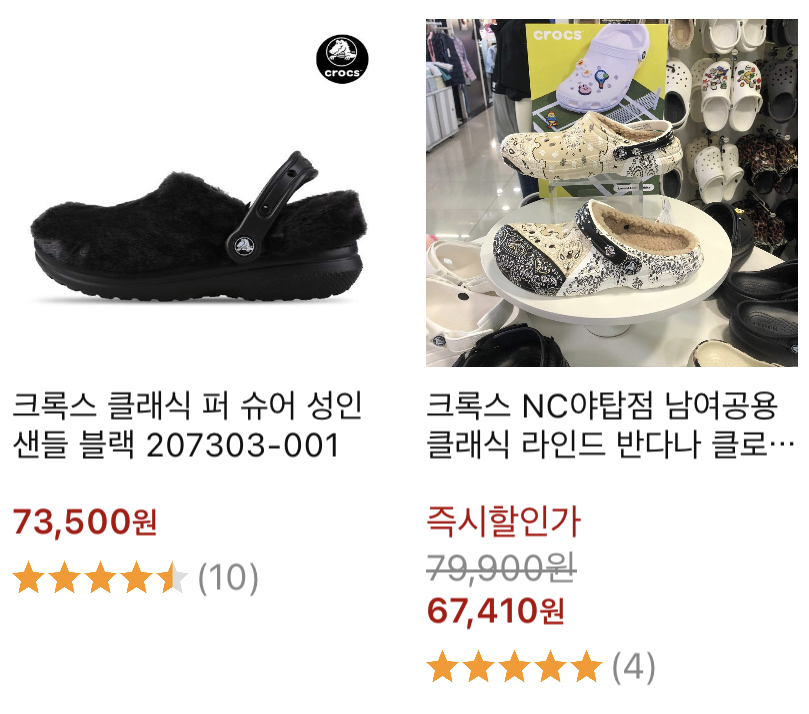 crocs
크록스 클래식 퍼 슈어 성인
샌들 블랙 207303-001
73,500원
(10)
crocs
크록스 NC야탑점 남여공용
클래식 라인드 반다나 클로…
즉시할인가
79,900원
67,410원
(4)